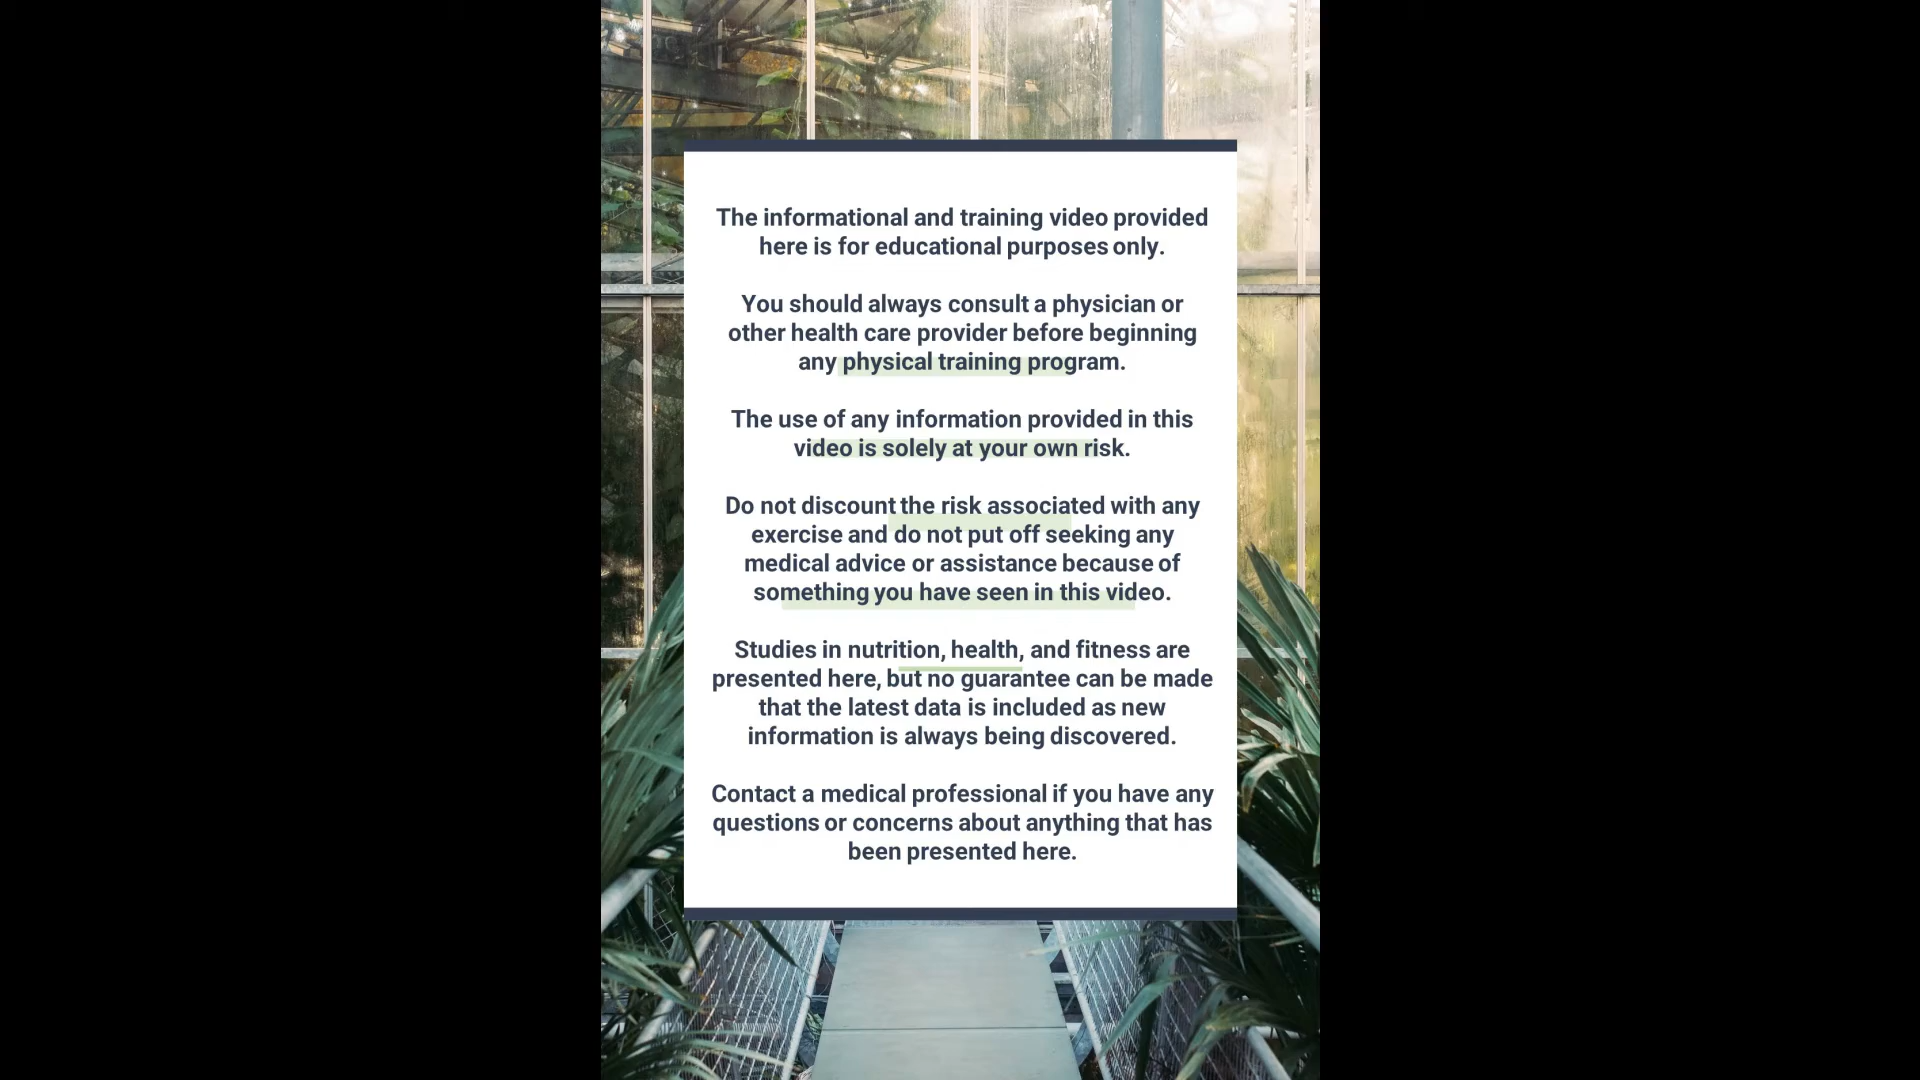 The informational and training video provided
here is for educational purposes only.
You should always consult a physician or
other health care provider before beginning
any physical training program.
The use of any information provided in this
video is solely at your own risk.
Do not discount the risk associated with any
exercise and do not put off seeking any
medical advice or assistance because of
something you have seen in this video.
Studies in nutrition, health, and fitness are
presented here, but no guarantee can be made
that the latest data is included as new
information is always being discovered.
Contact a medical professional if you have any
questions or concerns about anything that has
been presented here.